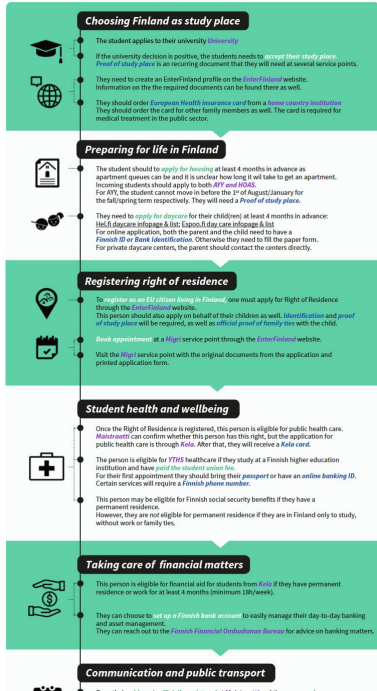 Choosing Finland as study place
The student applies to their university University
If the university decision is positive, the students needs to accept their study place.
Proof of study place is an recurring document that they will need at several service points.
They need to create an EnterFinland profile on the EnterFinland website.
Information on the the required documents can be found there as well.
They should order European Health insurance card from a home country institution
They should order the card for other family members as well. The card is required for
medical treatment in the public sector.
Preparing for life in Finland
The student should to apply for housing at least 4 months in advance as
apartment queues can be and it is unclear how long it will take to get an apartment.
Incoming students should apply to both AYY and HOAS.
For AYY, the student cannot move in before the 1st of August/January for
the fall/spring term respectively. They will need a Proof of study place.
They need to apply for daycare for their child(ren) at least 4 months in advance:
Hel.fi daycare infopage & list; Espoo.fi day care infopage & list
For online application, both the parent and the child need to have a
Finnish ID or Bank Identification. Otherwise they need to fill the paper form.
For private daycare centers, the parent should contact the centers directly.
Registering right of residence
To register as an EU citizen living in Finland, one must apply for Right of Residence
through the EnterFinland website.
This person should also apply on behalf of their children as well. Identification and proof
of study place will be required, as well as official proof of family ties with the child.
Book appointment at a Migri service point through the EnterFinland website.
Visit the Migri service point with the original documents from the application and
printed application form.
Student health and wellbeing
Once the Right of Residence is registered, this person is eligible for public health care.
Maistraatti can confirm whether this person has this right, but the application for
public health care is through Kela. After that, they will receive a Kela card.
The person is eligible for YTHS healthcare if they study at a Finnish higher education
institution and have paid the student union fee.
For their first appointment they should bring their passport or have an online banking ID.
Certain services will require a Finnish phone number.
This person may be eligible for Finnish social security benefits if they have a
permanent residence.
However, they are not eligible for permanent residence if they are in Finland only to study,
without work or family ties.
Taking care of financial matters
This person is eligible for financial aid for students from Kela if they have permanent
residence or work for at least 4 months (minimum 18h/week).
They can choose to set up a Finnish bank account to easily manage their day-to-day banking
and asset management.
They can reach out to the Finnish Financial Ombudsman Bureau for advice on banking matters.
Communication and public transport